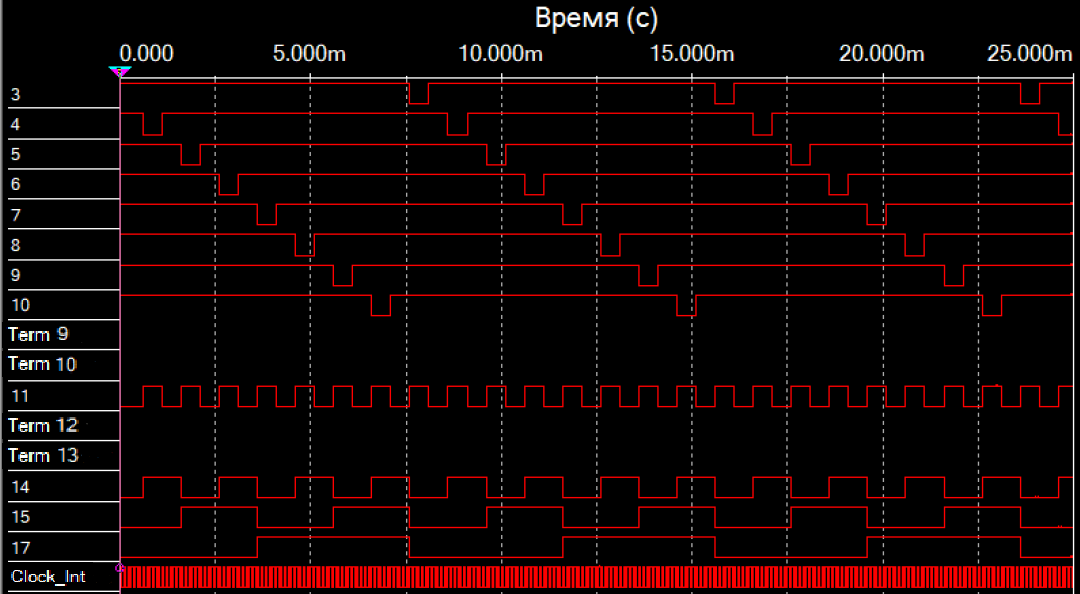 Время (с)
0.000 5.000m 10.000m 15.000m 20.000m 25.000m
3
4
5
6
7
8
9
10
Term 9
Term 10
11
Term 12
Term 13
14
15
17
Clock_Int